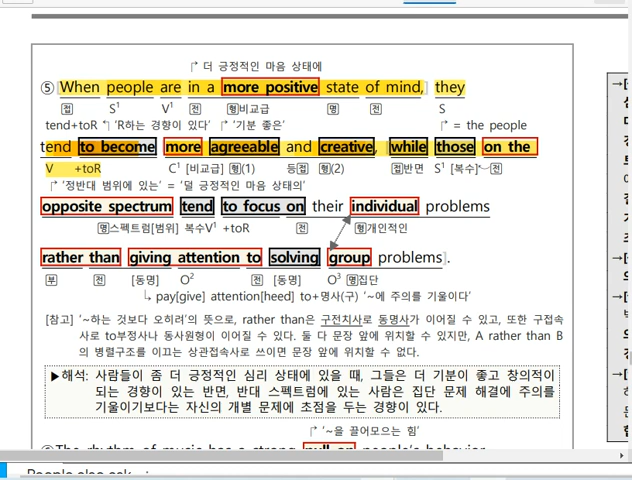 ↱ 더 긍정적인 마음 상태에
⑤ When people are in a more positive state of mind, they
접 S¹ V¹ 전 형비교급 명 전 S
tend+toR ↰ 'R하는 경향이 있다' ↱ '기분 좋은' ↱ = the people
tend to become more agreeable and creative, while those on the
V +toR C¹ [비교급] 형(1) 등접 형(2) 접반면 S¹ [복수] 전
↱ '정반대 범위에 있는' = '덜 긍정적인 마음 상태의'
opposite spectrum tend to focus on their individual problems
명스펙트럼[범위] 복수V¹ +toR 전 형개인적인
rather than giving attention to solving group problems].
부 전 [동명] O² 전 [동명] O³ 명집단
↳ pay[give] attention[heed] to+명사(구) '~에 주의를 기울이다'
[참고] '~하는 것보다 오히려'의 뜻으로, rather than은 구전치사로 동명사가 이어질 수 있고, 또한 구접속
사로 to부정사나 동사원형이 이어질 수 있다. 둘 다 문장 앞에 위치할 수 있지만, A rather than B
의 병렬구조를 이끄는 상관접속사로 쓰이면 문장 앞에 위치할 수 없다.
▶해석: 사람들이 좀 더 긍정적인 심리 상태에 있을 때, 그들은 더 기분이 좋고 창의적이
되는 경향이 있는 반면, 반대 스펙트럼에 있는 사람은 집단 문제 해결에 주의를
기울이기보다는 자신의 개별 문제에 초점을 두는 경향이 있다.
↱ '~을 끌어모으는 힘'
⑥The rhythm of music has a strong pull on people's behavior
People also ask